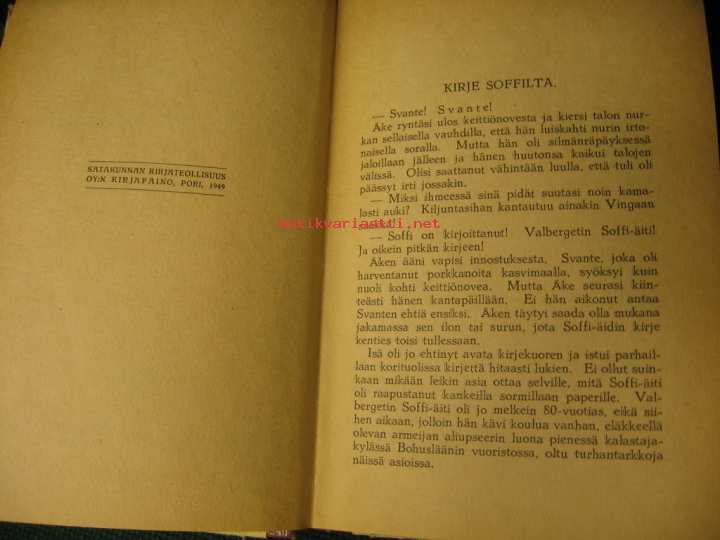 SATAKUNNAN KIRJATEOLLISUUS
OY:N KIRJAPAINO, PORI, 1949
KIRJE SOFFILTA.
— Svante! Svante!
Åke ryntäsi ulos keittiönovesta ja kiersi talon nur-
kan sellaisella vauhdilla, että hän luiskahti nurin irto-
naisella soralla. Mutta hän oli silmänräpäyksessä
jaloillaan jälleen ja hänen huutonsa kaikui talojen
välissä. Olisi saattanut vähintään luulla, että tuli oli
päässyt irti jossakin.
— Miksi ihmeessä sinä pidät suutasi noin kama-
lasti auki? Kiljuntasihan kantautuu ainakin Vingaan
antikvariaatti.net
— Soffi on kirjoittanut! Valbergetin Soffi-äiti!
Ja oikein pitkän kirjeen!
Åken ääni vapisi innostuksesta. Svante, joka oli
harventanut porkkanoita kasvimaalla, syöksyi kuin
nuoli kohti keittiönovea. Mutta Åke seurasi kiin-
teästi hänen kantapäillään. Ei hän aikonut antaa
Svanten ehtiä ensiksi. Åken täytyi saada olla mukana
jakamassa sen ilon tai surun, jota Soffi-äidin kirje
kenties toisi tullessaan.
Isä oli jo ehtinyt avata kirjekuoren ja istui parhail-
laan korituolissa kirjettä hitaasti lukien. Ei ollut suin-
kaan mikään leikin asia ottaa selville, mitä Soffi-äiti
oli raapustanut kankeilla sormillaan paperille. Val-
bergetin Soffi-äiti oli jo melkein 80-vuotias, eikä sii-
hen aikaan, jolloin hän kävi koulua vanhan, eläkkeellä
olevan armeijan aliupseerin luona pienessä kalastaja-
kylässä Bohusläänin vuoristossa, oltu turhantarkkoja
näissä asioissa.